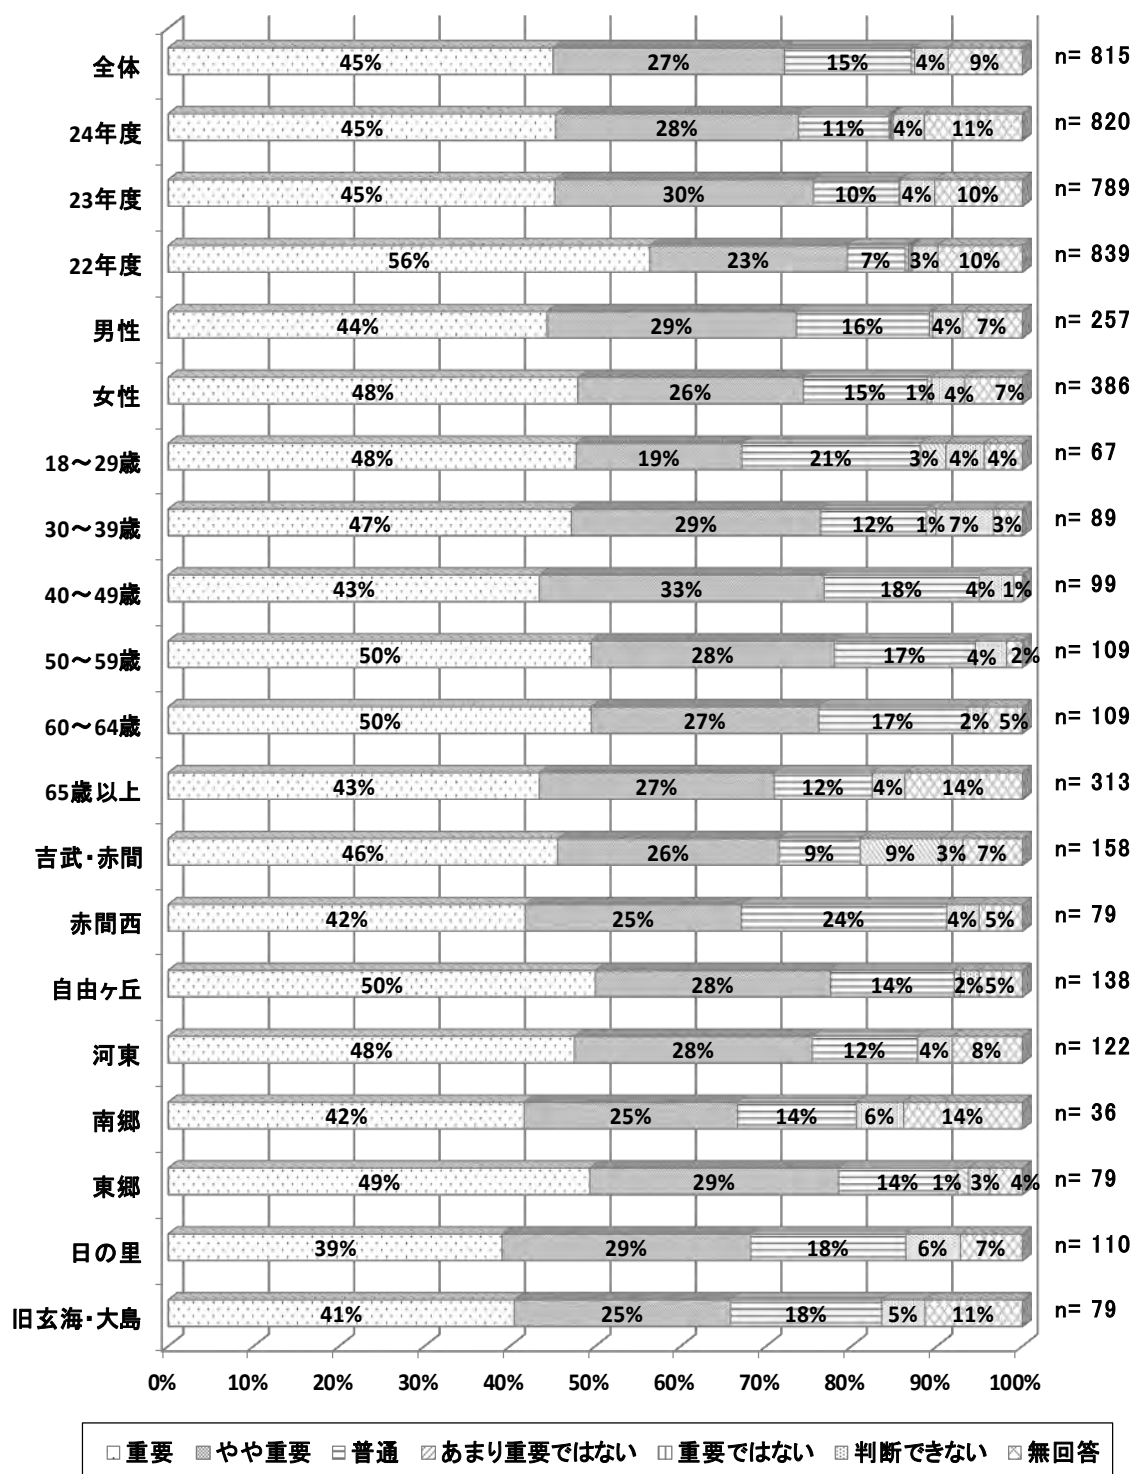 全体 45% 27% 15% 4% 9% n= 815
24年度 45% 28% 11% 4% 11% n= 820
23年度 45% 30% 10% 4% 10% n= 789
22年度 56% 23% 7% 3% 10% n= 839
男性 44% 29% 16% 4% 7% n= 257
女性 48% 26% 15% 1% 4% 7% n= 386
18～29歳 48% 19% 21% 3% 4% 4% n= 67
30～39歳 47% 29% 12% 1% 7% 3% n= 89
40～49歳 43% 33% 18% 4% 1% n= 99
50～59歳 50% 28% 17% 4% 2% n= 109
60～64歳 50% 27% 17% 2% 5% n= 109
65歳以上 43% 27% 12% 4% 14% n= 313
吉武・赤間 46% 26% 9% 9% 3% 7% n= 158
赤間西 42% 25% 24% 4% 5% n= 79
自由ヶ丘 50% 28% 14% 2% 5% n= 138
河東 48% 28% 12% 4% 8% n= 122
南郷 42% 25% 14% 6% 14% n= 36
東郷 49% 29% 14% 1% 3% 4% n= 79
日の里 39% 29% 18% 6% 7% n= 110
旧玄海・大島 41% 25% 18% 5% 11% n= 79
0% 10% 20% 30% 40% 50% 60% 70% 80% 90% 100%
重要 やや重要 普通 あまり重要ではない 重要ではない 判断できない 無回答